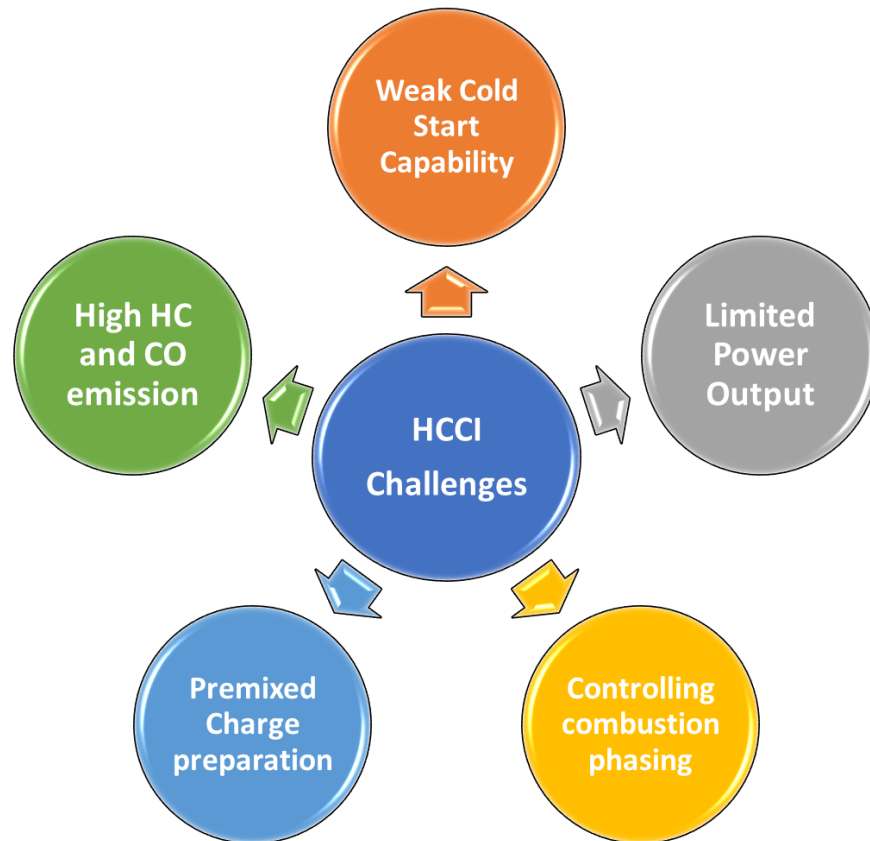 Weak Cold
Start
Capability
High HC
and CO
emission
Limited
Power
Output
HCCI
Challenges
Premixed
Charge
preparation
Controlling
combustion
phasing